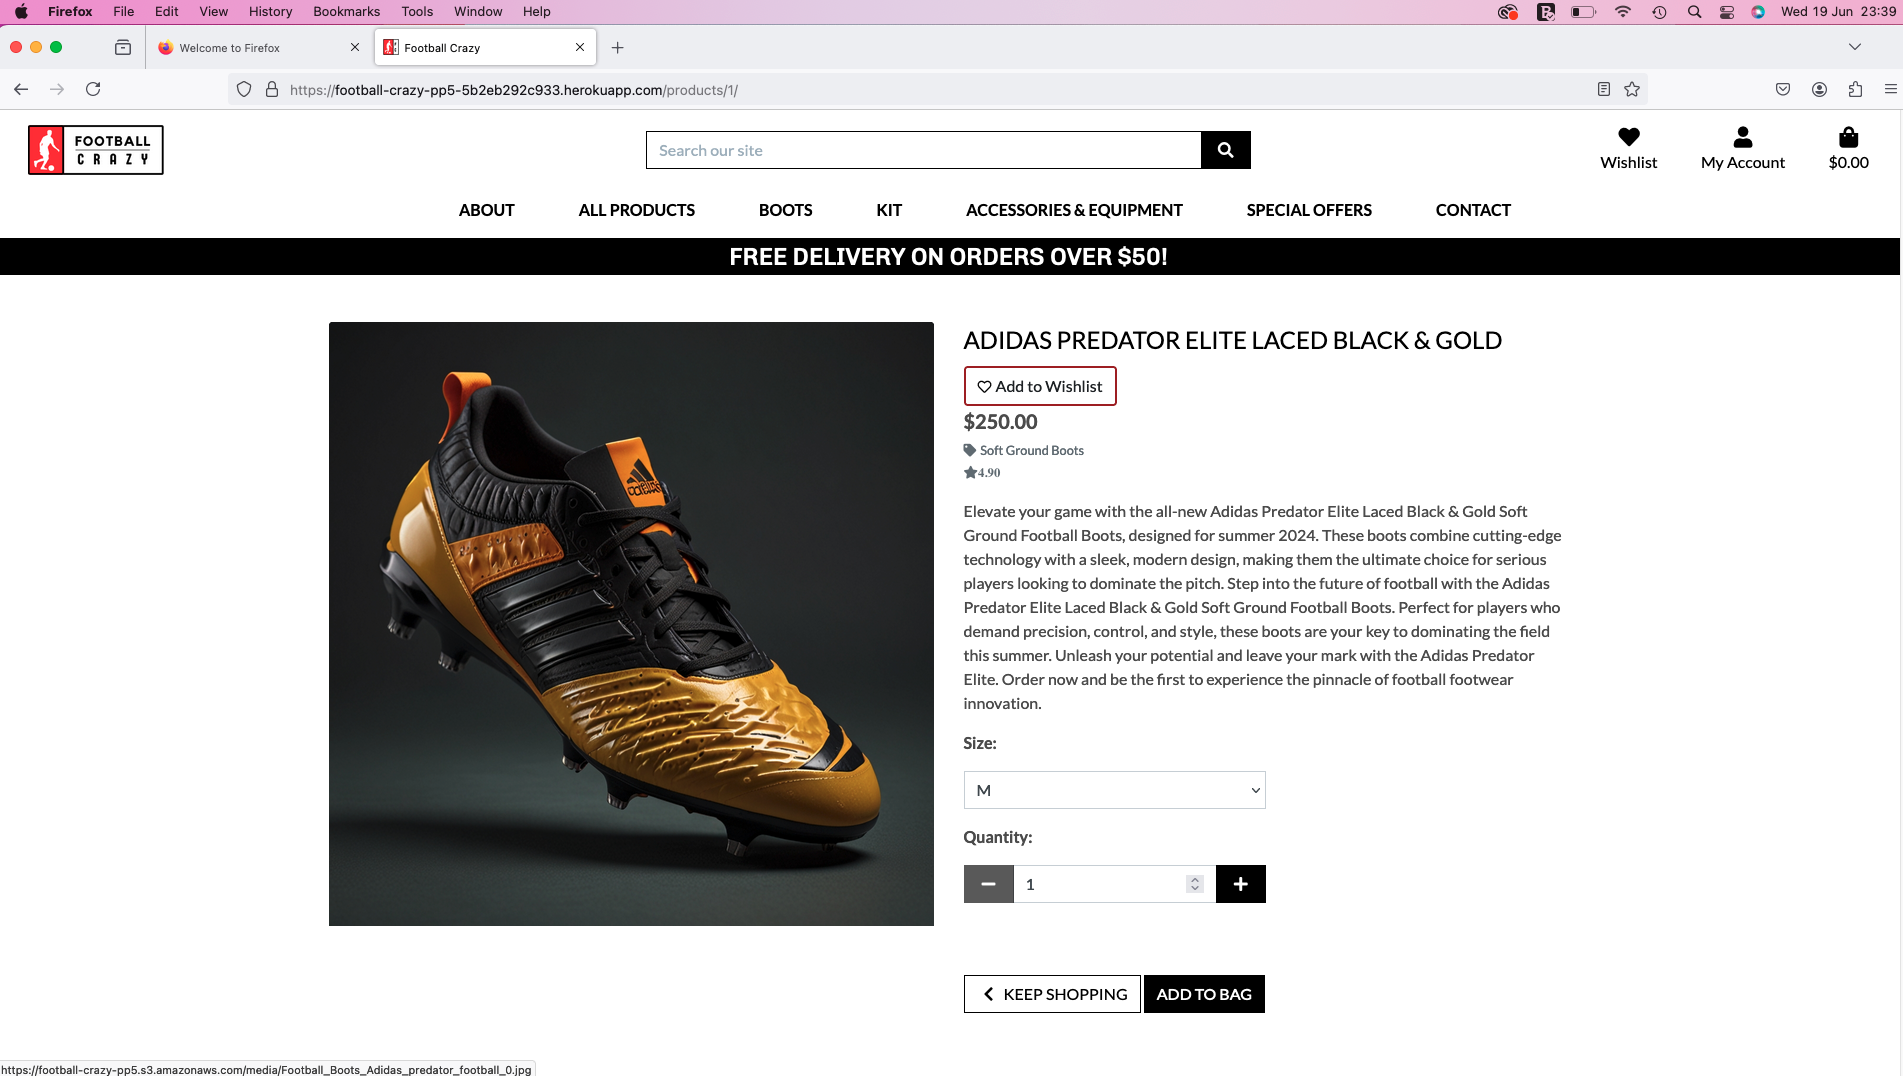 Firefox File Edit View History Bookmarks Tools Window Help Wed 19 Jun 23:39
Welcome to Firefox
Football Crazy
https://football-crazy-pp5-5b2eb292c933.herokuapp.com/products/1/
FOOTBALL
CRAZY
Search our site
Wishlist
My Account
$0.00
ABOUT ALL PRODUCTS BOOTS KIT ACCESSORIES & EQUIPMENT SPECIAL OFFERS CONTACT
FREE DELIVERY ON ORDERS OVER $50!
ADIDAS PREDATOR ELITE LACED BLACK & GOLD
Add to Wishlist
$250.00
Soft Ground Boots
4.90
Elevate your game with the all-new Adidas Predator Elite Laced Black & Gold Soft
Ground Football Boots, designed for summer 2024. These boots combine cutting-edge
technology with a sleek, modern design, making them the ultimate choice for serious
players looking to dominate the pitch. Step into the future of football with the Adidas
Predator Elite Laced Black & Gold Soft Ground Football Boots. Perfect for players who
demand precision, control, and style, these boots are your key to dominating the field
this summer. Unleash your potential and leave your mark with the Adidas Predator
Elite. Order now and be the first to experience the pinnacle of football footwear
innovation.
Size:
M
Quantity:
1
KEEP SHOPPING
ADD TO BAG
https://football-crazy-pp5.s3.amazonaws.com/media/Football_Boots_Adidas_predator_football_0.jpg